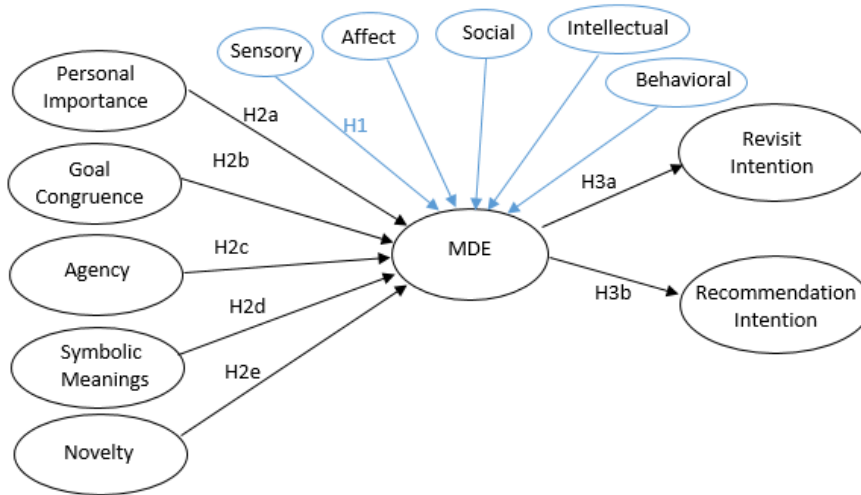 Sensory
Affect
Social
Intellectual
Behavioral
Personal
Importance
H2a
H1
Goal
Congruence
H2b
Agency
H2c
Symbolic
Meanings
H2d
Novelty
H2e
MDE
H3a
Revisit
Intention
H3b
Recommendation
Intention